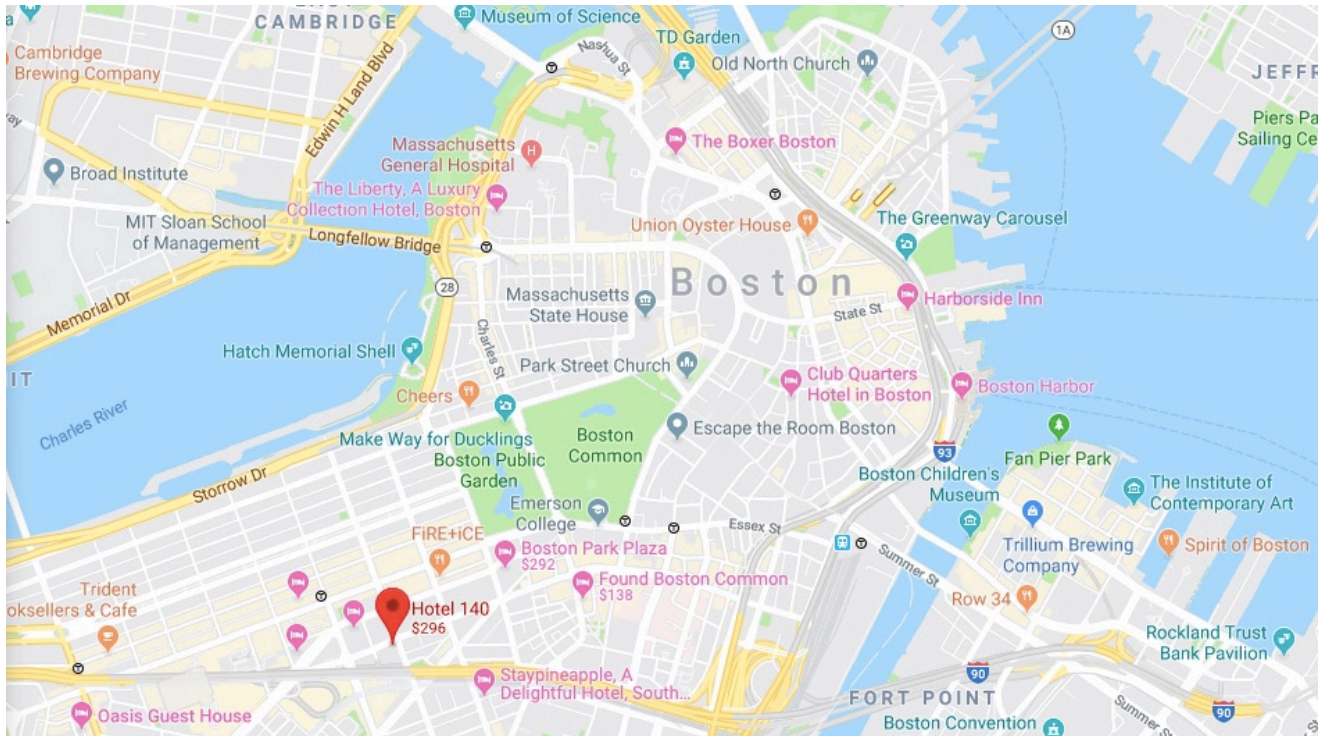 EAST
CAMBRIDGE
Museum of Science
Cambridge
Brewing Company
Edwin H Land Blvd
Nashua St
TD Garden
Old North Church
1A
JEFFR
Piers Pa
Sailing Ce
way
Broad Institute
Massachusetts
General Hospital
The Boxer Boston
The Liberty, A Luxury
Collection Hotel, Boston
MIT Sloan School
of Management
Longfellow Bridge
Union Oyster House
The Greenway Carousel
Boston
28
Memorial Dr
Massachusetts
State House
Harborside Inn
State St
Charles St
Hatch Memorial Shell
Park Street Church
IT
Cheers
Club Quarters
Hotel in Boston
Boston Harbor
Charles River
Make Way for Ducklings
Boston Public
Garden
Boston
Common
Escape the Room Boston
93
Fan Pier Park
Storrow Dr
Boston Children's
Museum
The Institute of
Contemporary Art
Emerson
College
Essex St
FiRE+iCE
Boston Park Plaza
$292
Trillium Brewing
Company
Spirit of Boston
Summer St
Trident
ooksellers & Cafe
Found Boston Common
$138
Row 34
Hotel 140
$296
Rockland Trust
Bank Pavilion
Staypineapple, A
Delightful Hotel, South...
90
FORT POINT
90
Oasis Guest House
Boston Convention
Summer St